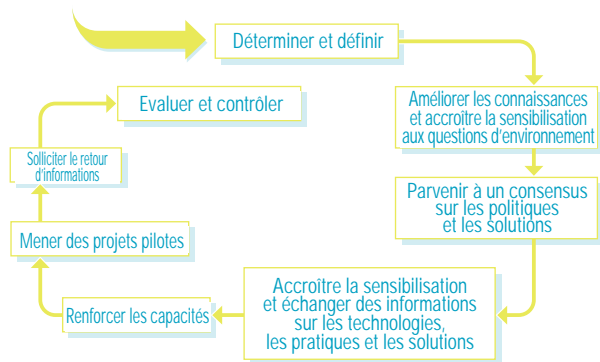 Déterminer et définir
Améliorer les connaissances
et accroître la sensibilisation
aux questions d'environnement
Parvenir à un consensus
sur les politiques
et les solutions
Accroître la sensibilisation
et échanger des informations
sur les technologies,
les pratiques et les solutions
Renforcer les capacités
Mener des projets pilotes
Solliciter le retour
d'informations
Evaluer et contrôler